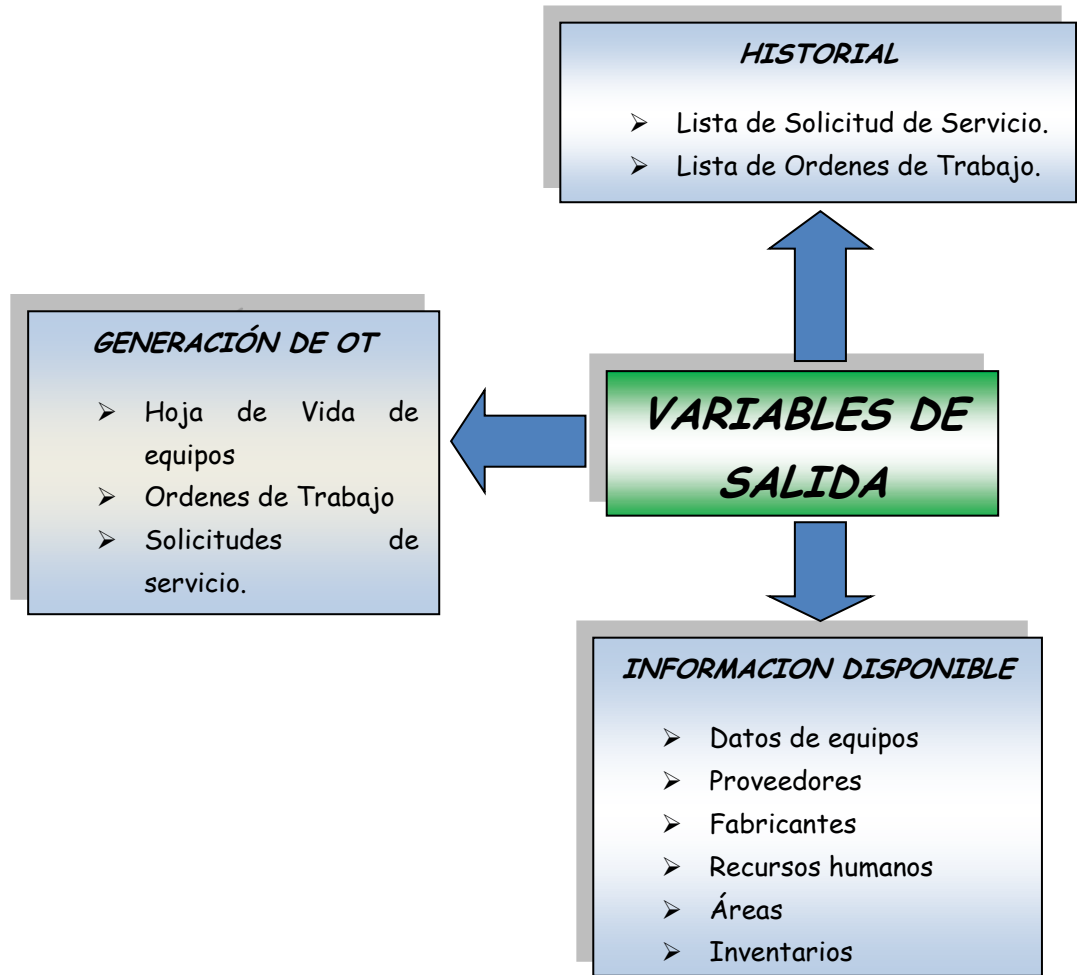 HISTORIAL
➢ Lista de Solicitud de Servicio.
➢ Lista de Ordenes de Trabajo.
GENERACIÓN DE OT
➢ Hoja de Vida de
equipos
➢ Ordenes de Trabajo
➢ Solicitudes de
servicio.
VARIABLES DE
SALIDA
INFORMACION DISPONIBLE
➢ Datos de equipos
➢ Proveedores
➢ Fabricantes
➢ Recursos humanos
➢ Áreas
➢ Inventarios